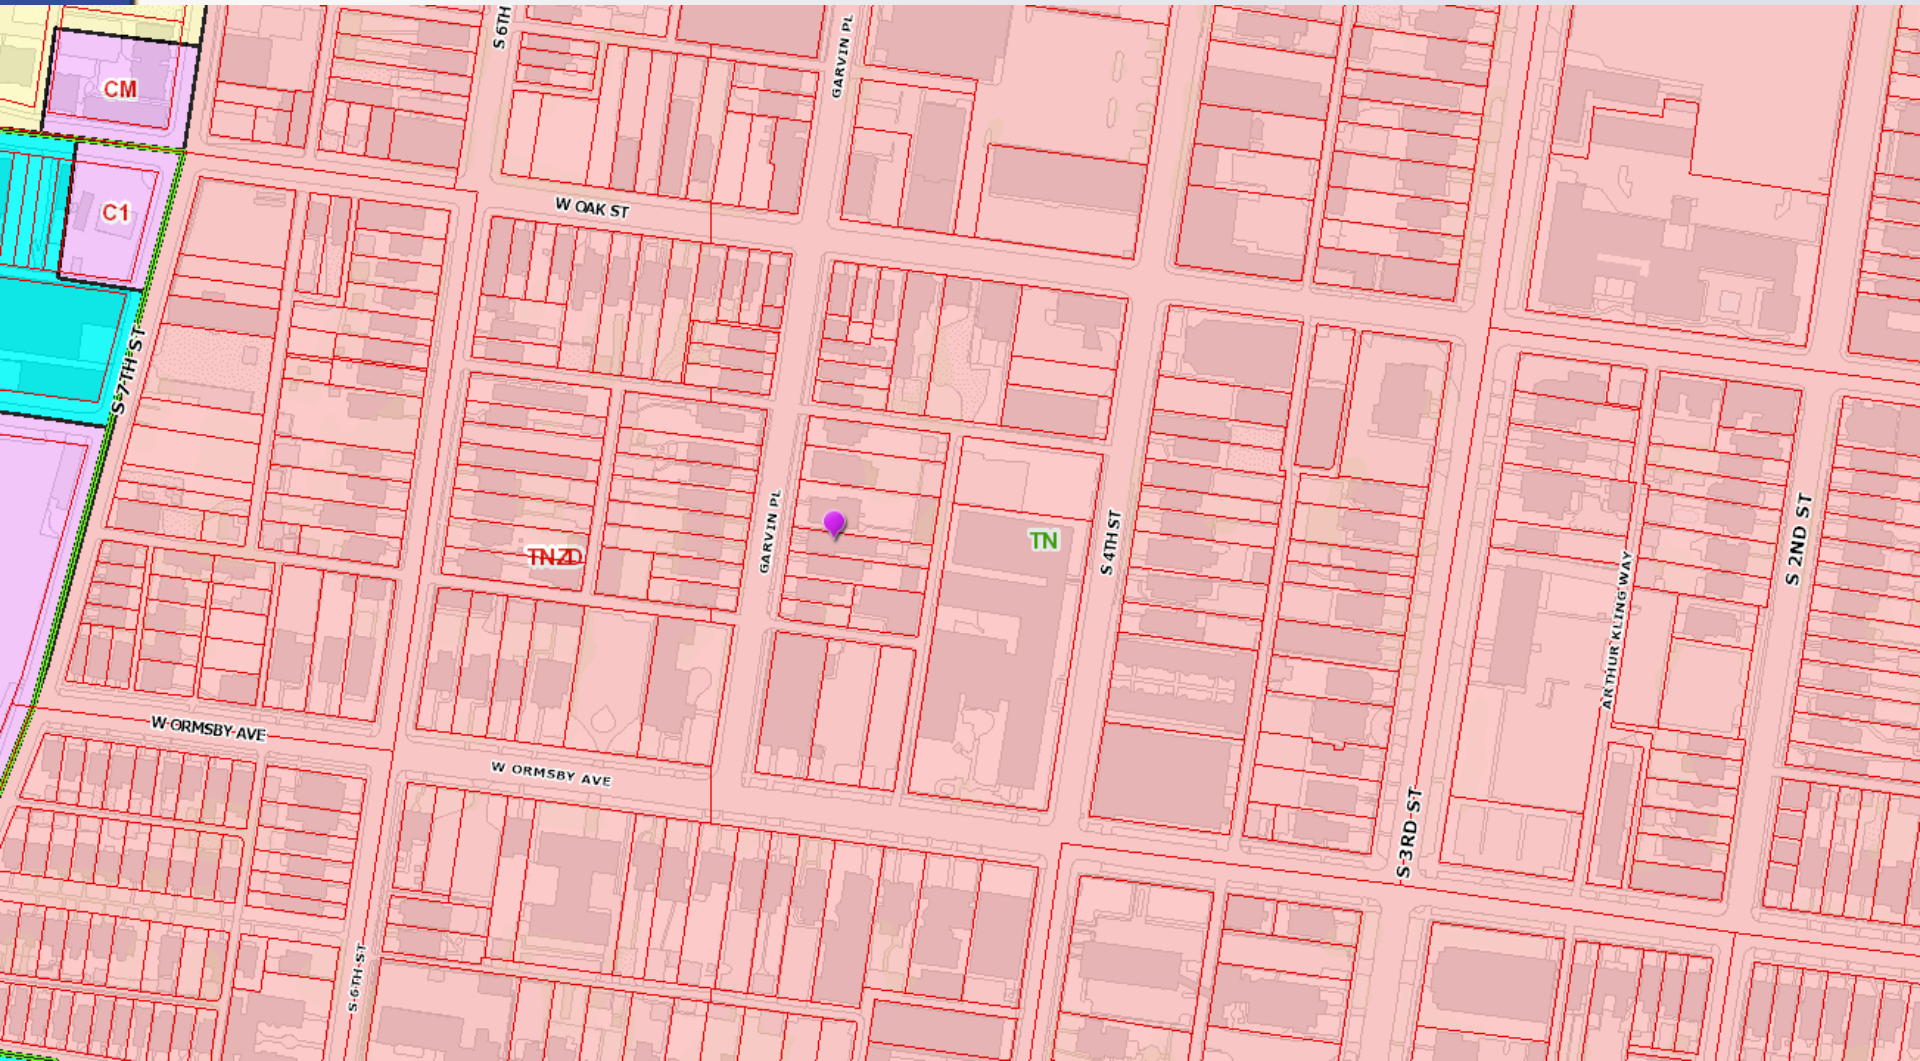 S 6TH
GARVIN PL
CM
C1
W OAK ST
S 7TH ST
GARVIN PL
TNZD
TN
S 4TH ST
S 2ND ST
ARTHUR KLING WAY
W ORMSBY AVE
W ORMSBY AVE
S 3RD ST
S 6TH ST